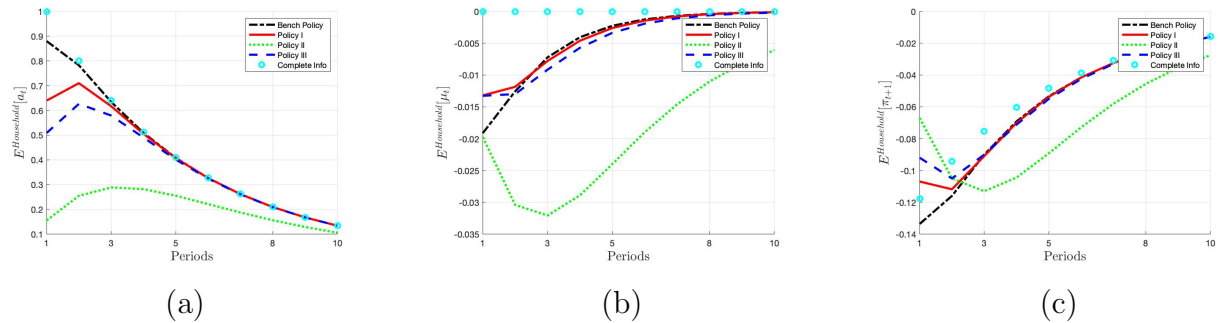 1
0.9
0.8
0.7
0.6
0.5
0.4
0.3
0.2
0.1
E^{Household}[a_t]
1 3 5 8 10
Periods
Bench Policy
Policy I
Policy II
Policy III
Complete Info
(a)
0
-0.005
-0.01
-0.015
-0.02
-0.025
-0.03
-0.035
E^{Household}[μ_t]
1 3 5 8 10
Periods
Bench Policy
Policy I
Policy II
Policy III
Complete Info
(b)
0
-0.02
-0.04
-0.06
-0.08
-0.1
-0.12
-0.14
E^{Household}[π_{t+1}]
1 3 5 8 10
Periods
Bench Policy
Policy I
Policy II
Policy III
Complete Info
(c)